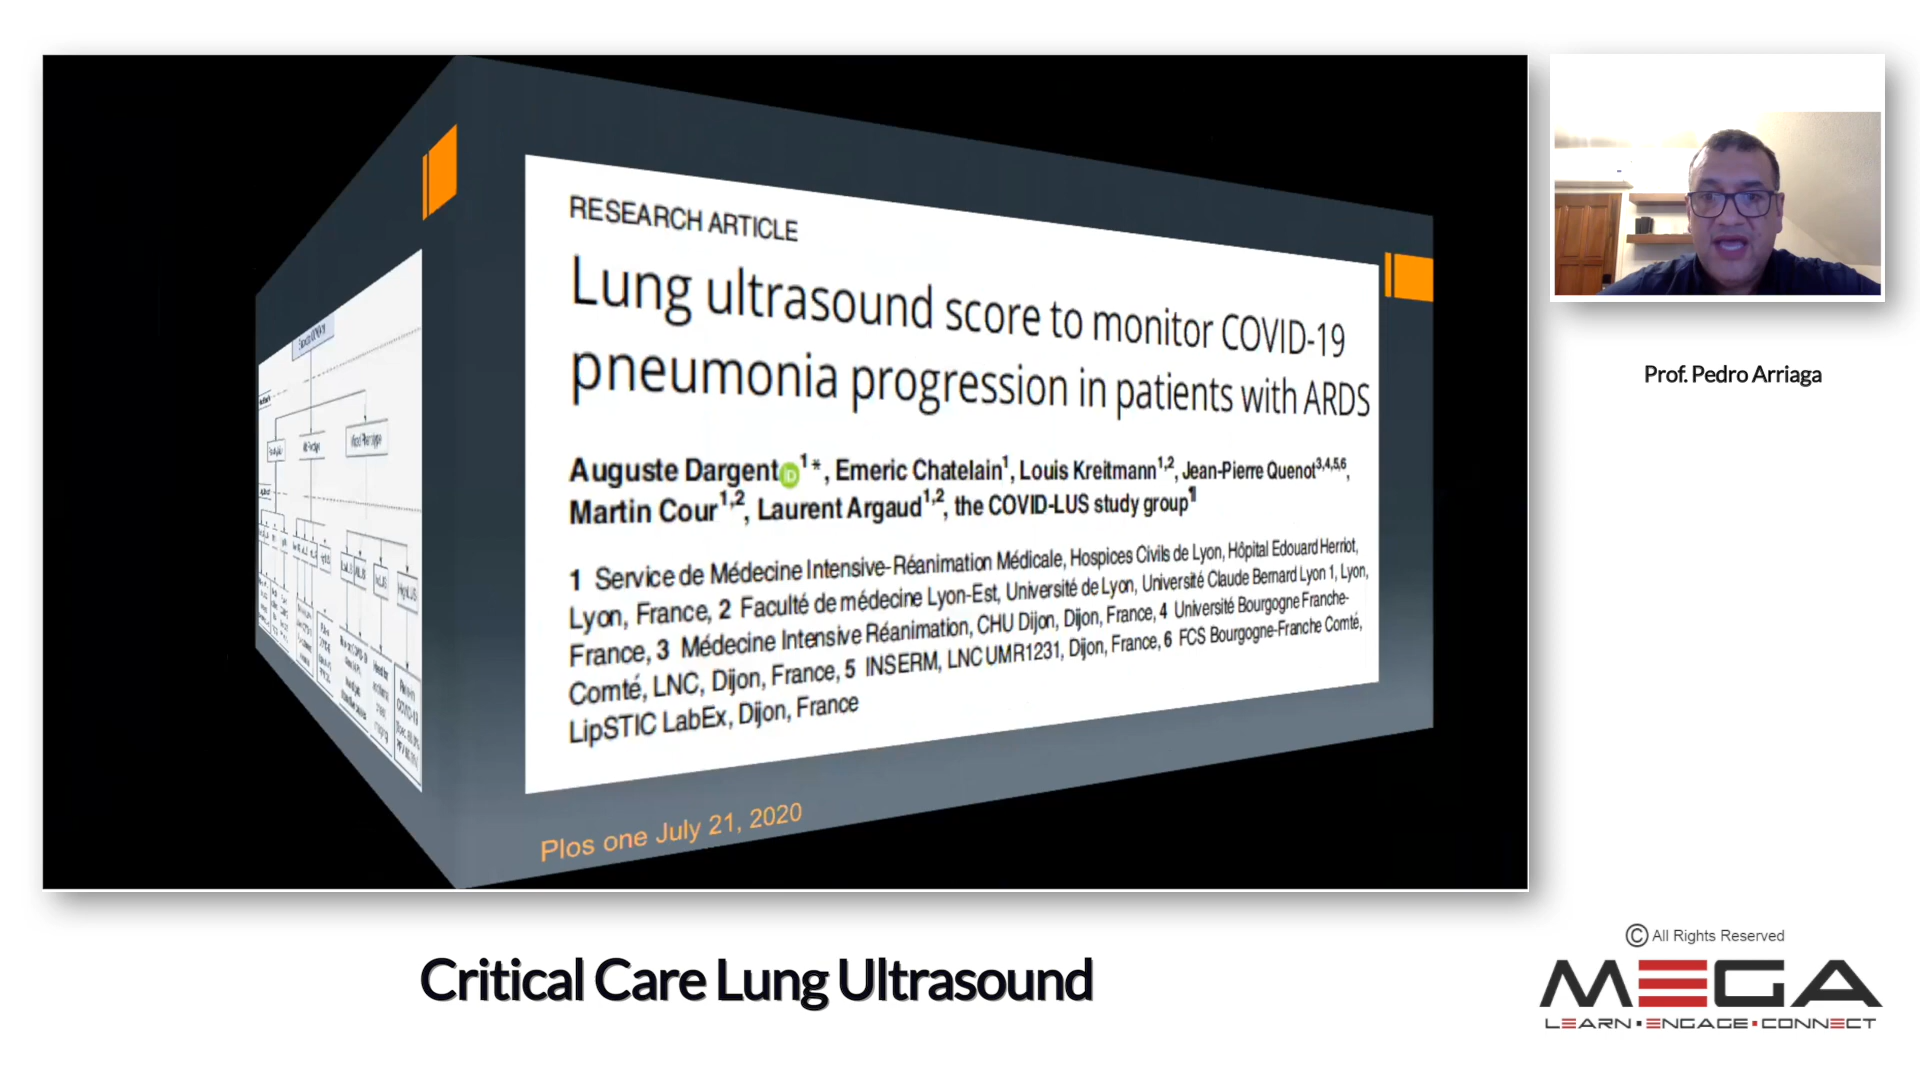 RESEARCH ARTICLE
Lung ultrasound score to monitor COVID-19
pneumonia progression in patients with ARDS
Auguste Dargent iD 1*, Emeric Chatelain1, Louis Kreitmann1,2, Jean-Pierre Quenot3,4,5,6,
Martin Cour1,2, Laurent Argaud1,2, the COVID-LUS study group¶
1 Service de Médecine Intensive-Réanimation Médicale, Hospices Civils de Lyon, Hôpital Edouard Herriot,
Lyon, France, 2 Faculté de médecine Lyon-Est, Université de Lyon, Université Claude Bernard Lyon 1, Lyon,
France, 3 Médecine Intensive Réanimation, CHU Dijon, Dijon, France, 4 Université Bourgogne Franche-
Comté, LNC, Dijon, France, 5 INSERM, LNC UMR1231, Dijon, France, 6 FCS Bourgogne-Franche Comté,
LipSTIC LabEx, Dijon, France
Plos one July 21, 2020
Prof. Pedro Arriaga
Critical Care Lung Ultrasound
© All Rights Reserved
MEGA
LEARN • ENGAGE • CONNECT